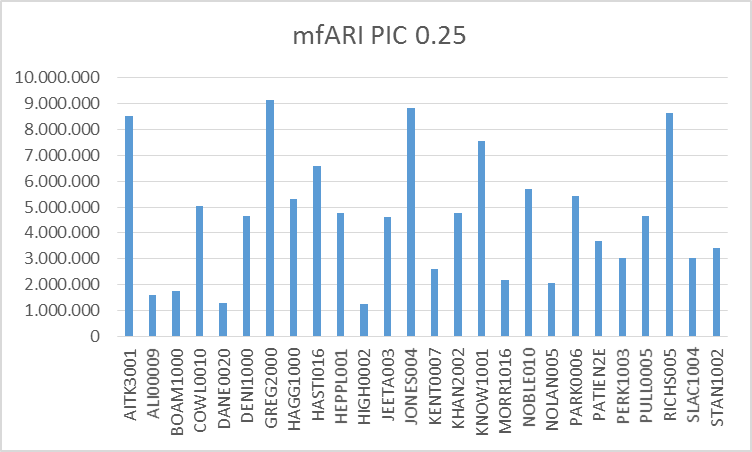 mfARI PIC 0.25
10.000.000
9.000.000
8.000.000
7.000.000
6.000.000
5.000.000
4.000.000
3.000.000
2.000.000
1.000.000
0
AITK3001
ALI00009
BOAM1000
COWL0010
DANE0020
DENI1000
GREG2000
HAGG1000
HASTI016
HEPPL001
HIGH0002
JEETA003
JONES004
KENT0007
KHAN2002
KNOW1001
MORR1016
NOBLE010
NOLAN005
PARK0006
PATIEN2E
PERK1003
PULL0005
RICHS005
SLAC1004
STAN1002